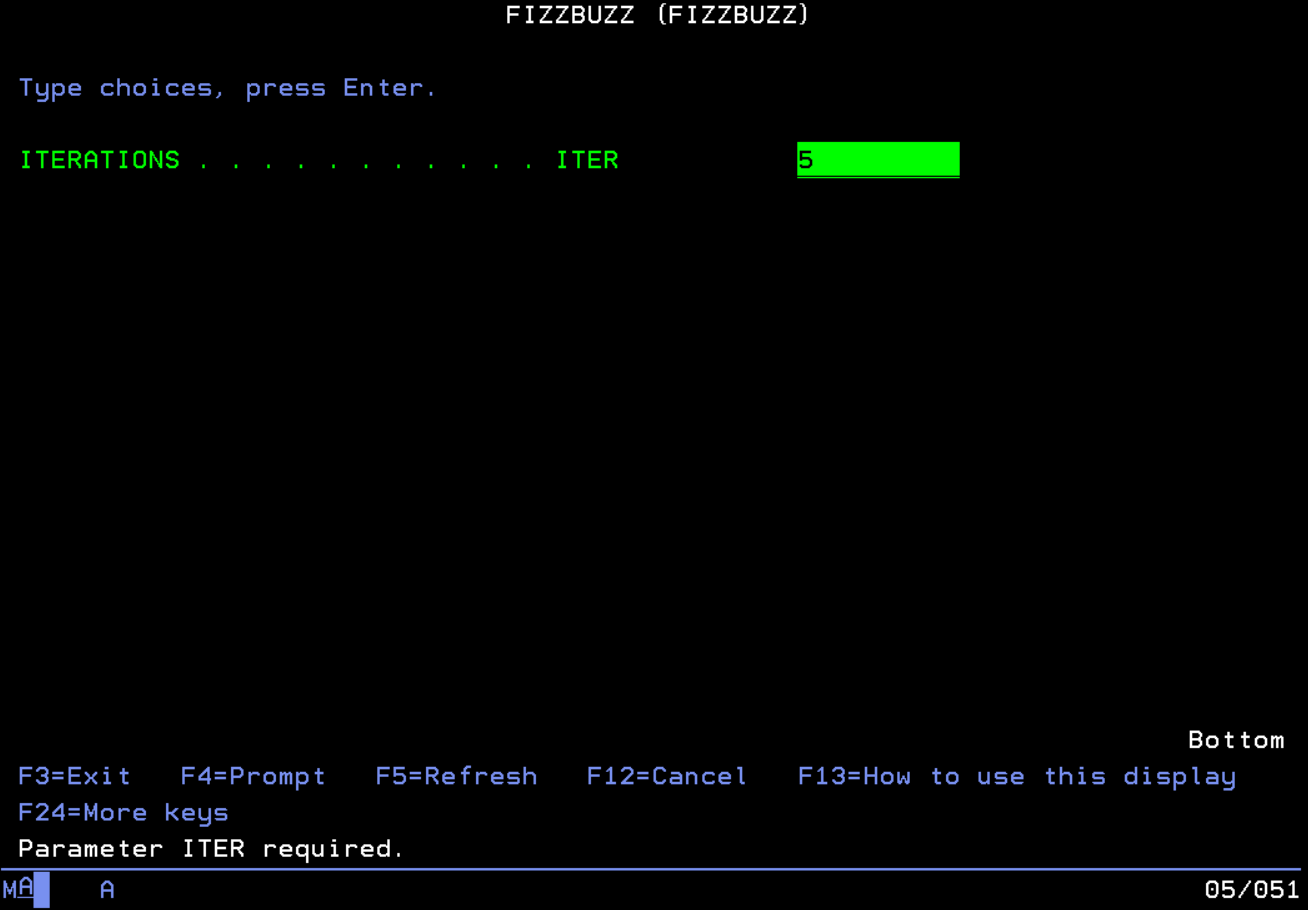 FIZZBUZZ (FIZZBUZZ)
Type choices, press Enter.
ITERATIONS . . . . . . . . . . . ITER 5
Bottom
F3=Exit F4=Prompt F5=Refresh F12=Cancel F13=How to use this display
F24=More keys
Parameter ITER required.
MA A 05/051